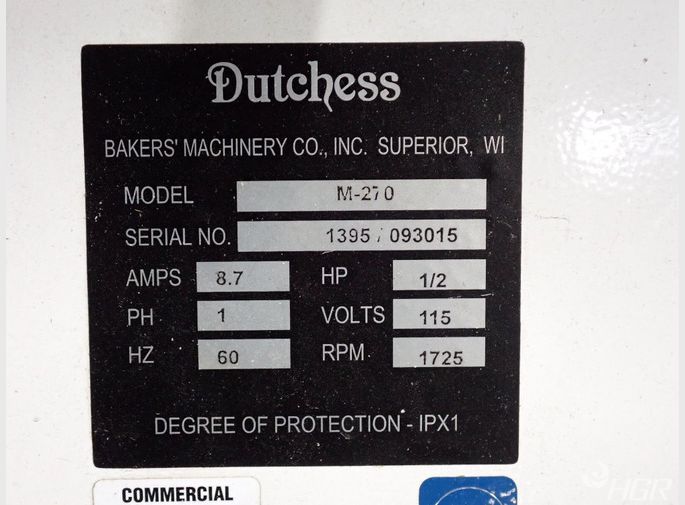 Dutchess
BAKERS' MACHINERY CO., INC. SUPERIOR, WI
MODEL M-270
SERIAL NO. 1395 / 093015
AMPS 8.7 HP 1/2
PH 1 VOLTS 115
HZ 60 RPM 1725
DEGREE OF PROTECTION - IPX1
COMMERCIAL
HGR